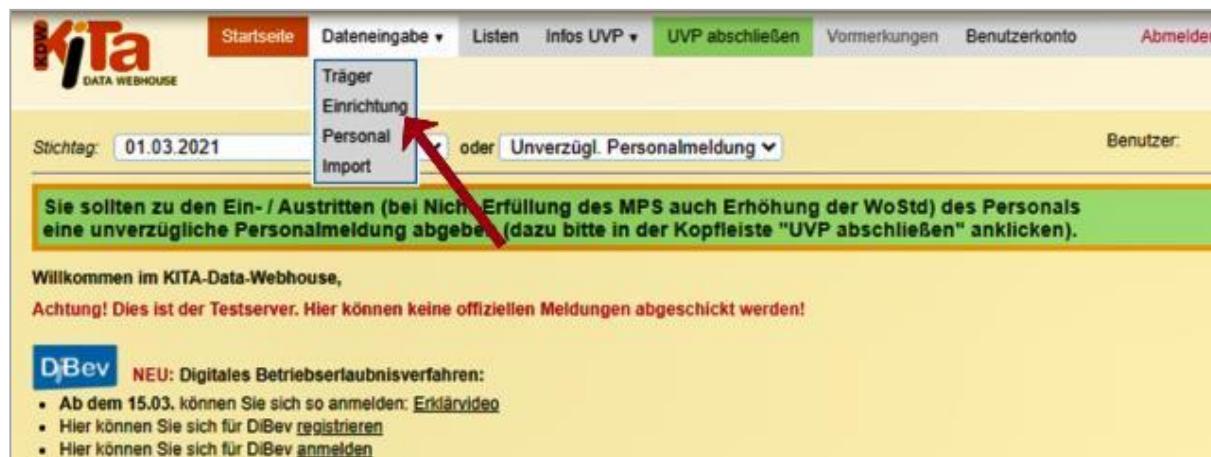 KDW KiTa
DATA WEBHOUSE
Startseite Dateneingabe ▾ Listen Infos UVP ▾ UVP abschließen Vormerkungen Benutzerkonto Abmelden
Träger
Einrichtung
Personal
Import
Stichtag: 01.03.2021 oder Unverzügl. Personalmeldung Benutzer:
Sie sollten zu den Ein- / Austritten (bei Nicht-Erfüllung des MPS auch Erhöhung der WoStd) des Personals
eine unverzügliche Personalmeldung abgeben (dazu bitte in der Kopfleiste "UVP abschließen" anklicken).
Willkommen im KITA-Data-Webhouse,
Achtung! Dies ist der Testserver. Hier können keine offiziellen Meldungen abgeschickt werden!
DiBev NEU: Digitales Betriebserlaubnisverfahren:
• Ab dem 15.03. können Sie sich so anmelden: Erklärvideo
• Hier können Sie sich für DiBev registrieren
• Hier können Sie sich für DiBev anmelden